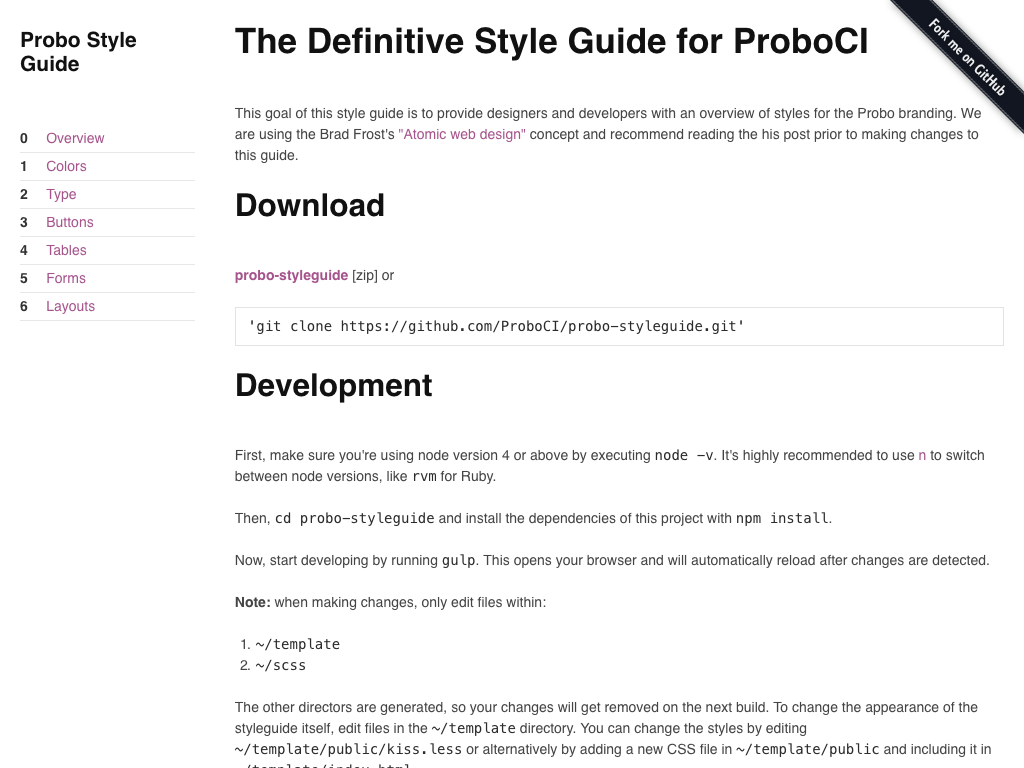 Probo Style
Guide
0 Overview
1 Colors
2 Type
3 Buttons
4 Tables
5 Forms
6 Layouts
The Definitive Style Guide for ProboCI
Fork me on GitHub
This goal of this style guide is to provide designers and developers with an overview of styles for the Probo branding. We
are using the Brad Frost's "Atomic web design" concept and recommend reading the his post prior to making changes to
this guide.
Download
probo-styleguide [zip] or
'git clone https://github.com/ProboCI/probo-styleguide.git'
Development
First, make sure you're using node version 4 or above by executing node -v. It's highly recommended to use n to switch
between node versions, like rvm for Ruby.
Then, cd probo-styleguide and install the dependencies of this project with npm install.
Now, start developing by running gulp. This opens your browser and will automatically reload after changes are detected.
Note: when making changes, only edit files within:
1. ~/template
2. ~/scss
The other directors are generated, so your changes will get removed on the next build. To change the appearance of the
styleguide itself, edit files in the ~/template directory. You can change the styles by editing
~/template/public/kiss.less or alternatively by adding a new CSS file in ~/template/public and including it in
~/template/index.html